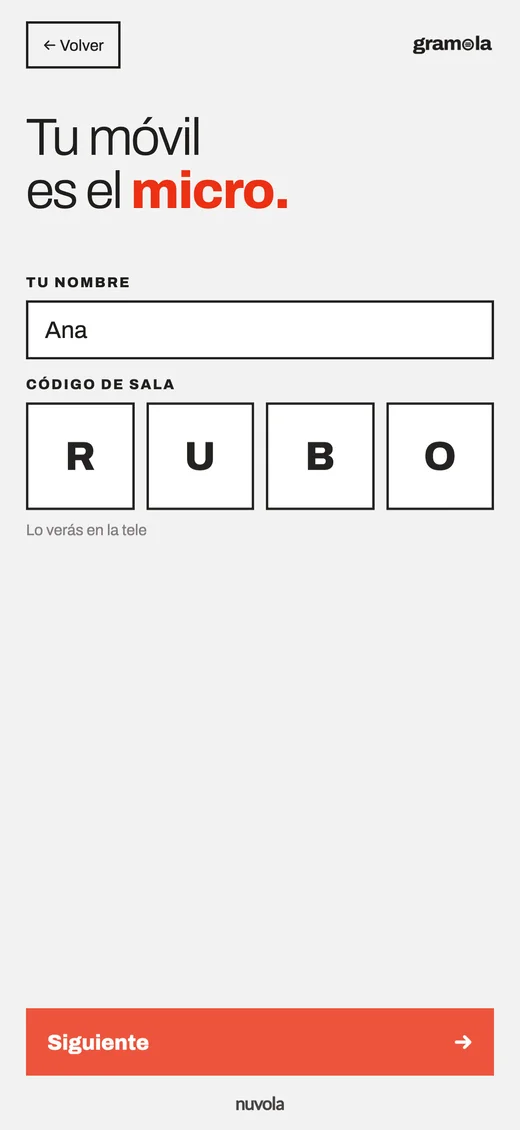 ← Volver
gramola
Tu móvil
es el micro.
TU NOMBRE
Ana
CÓDIGO DE SALA
R U B O
Lo verás en la tele
Siguiente →
nuvola